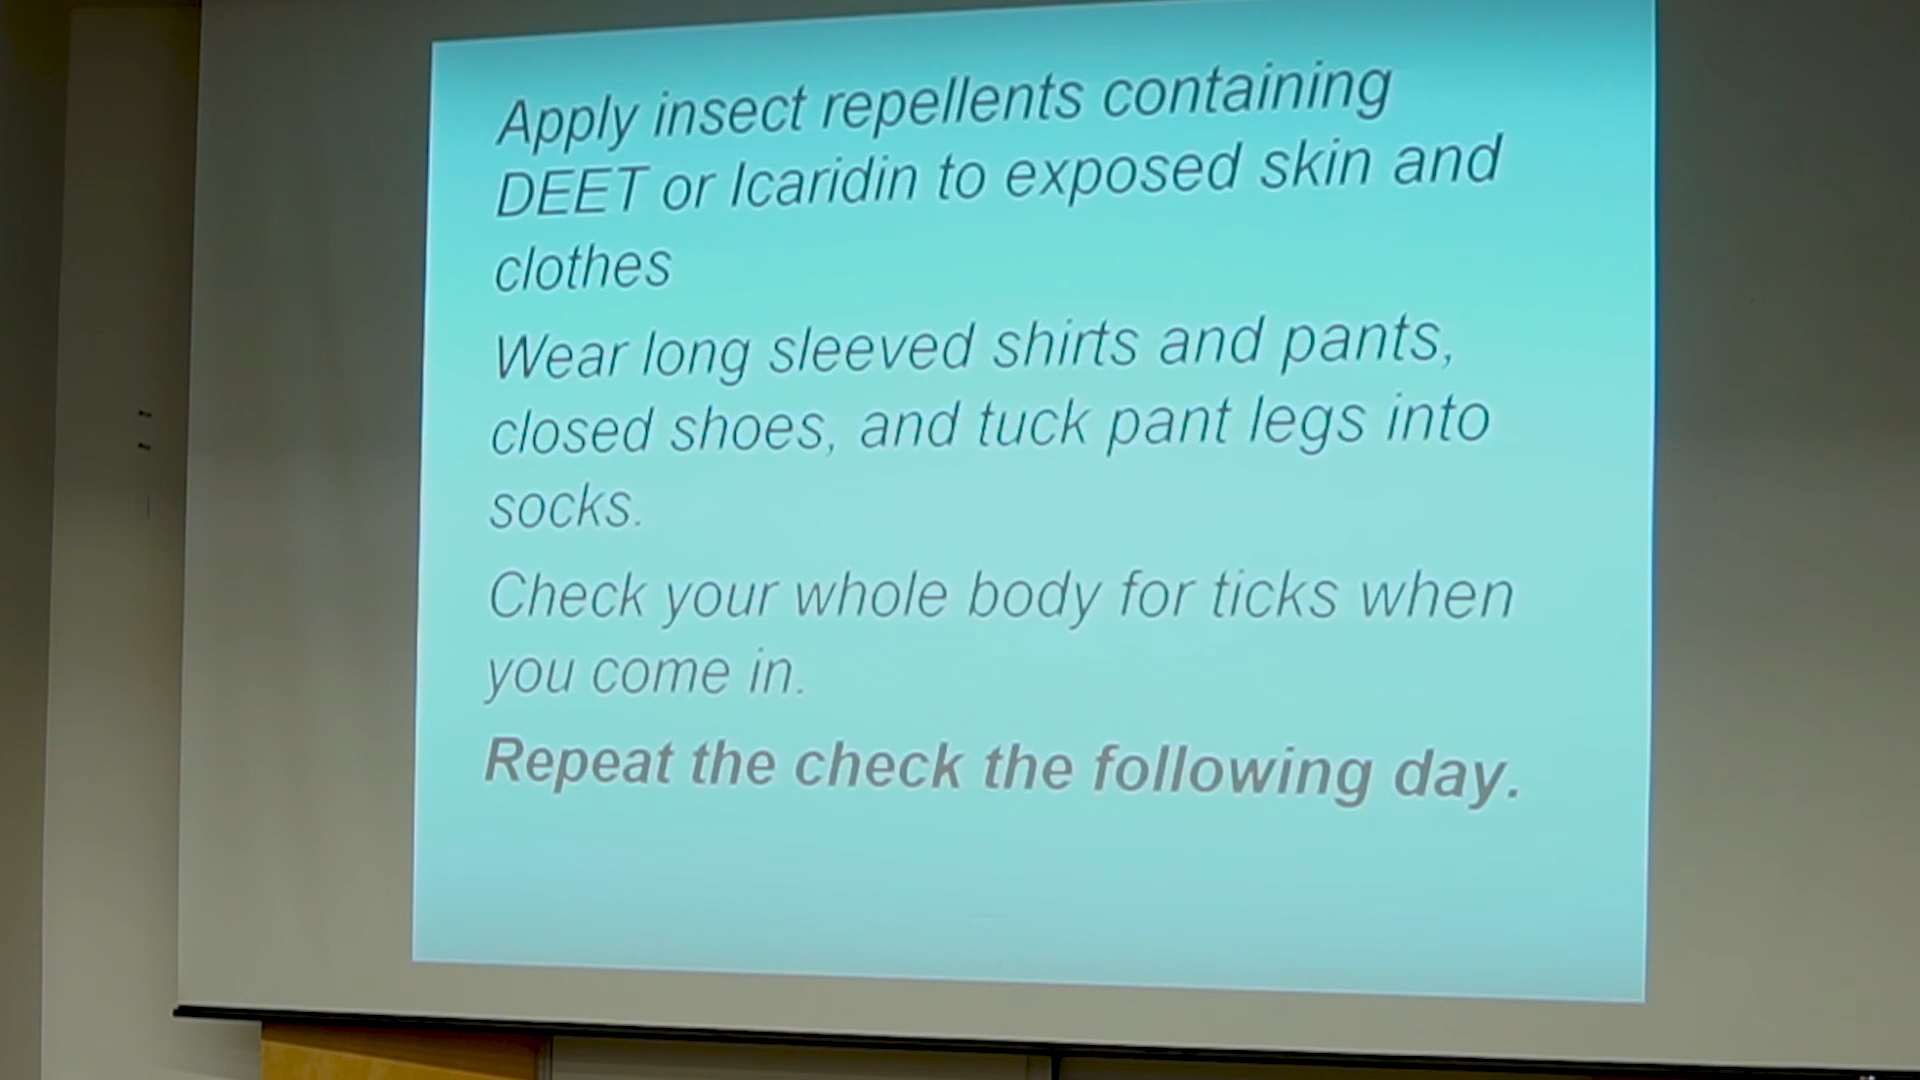 Apply insect repellents containing
DEET or Icaridin to exposed skin and
clothes
Wear long sleeved shirts and pants,
closed shoes, and tuck pant legs into
socks.
Check your whole body for ticks when
you come in.
Repeat the check the following day.